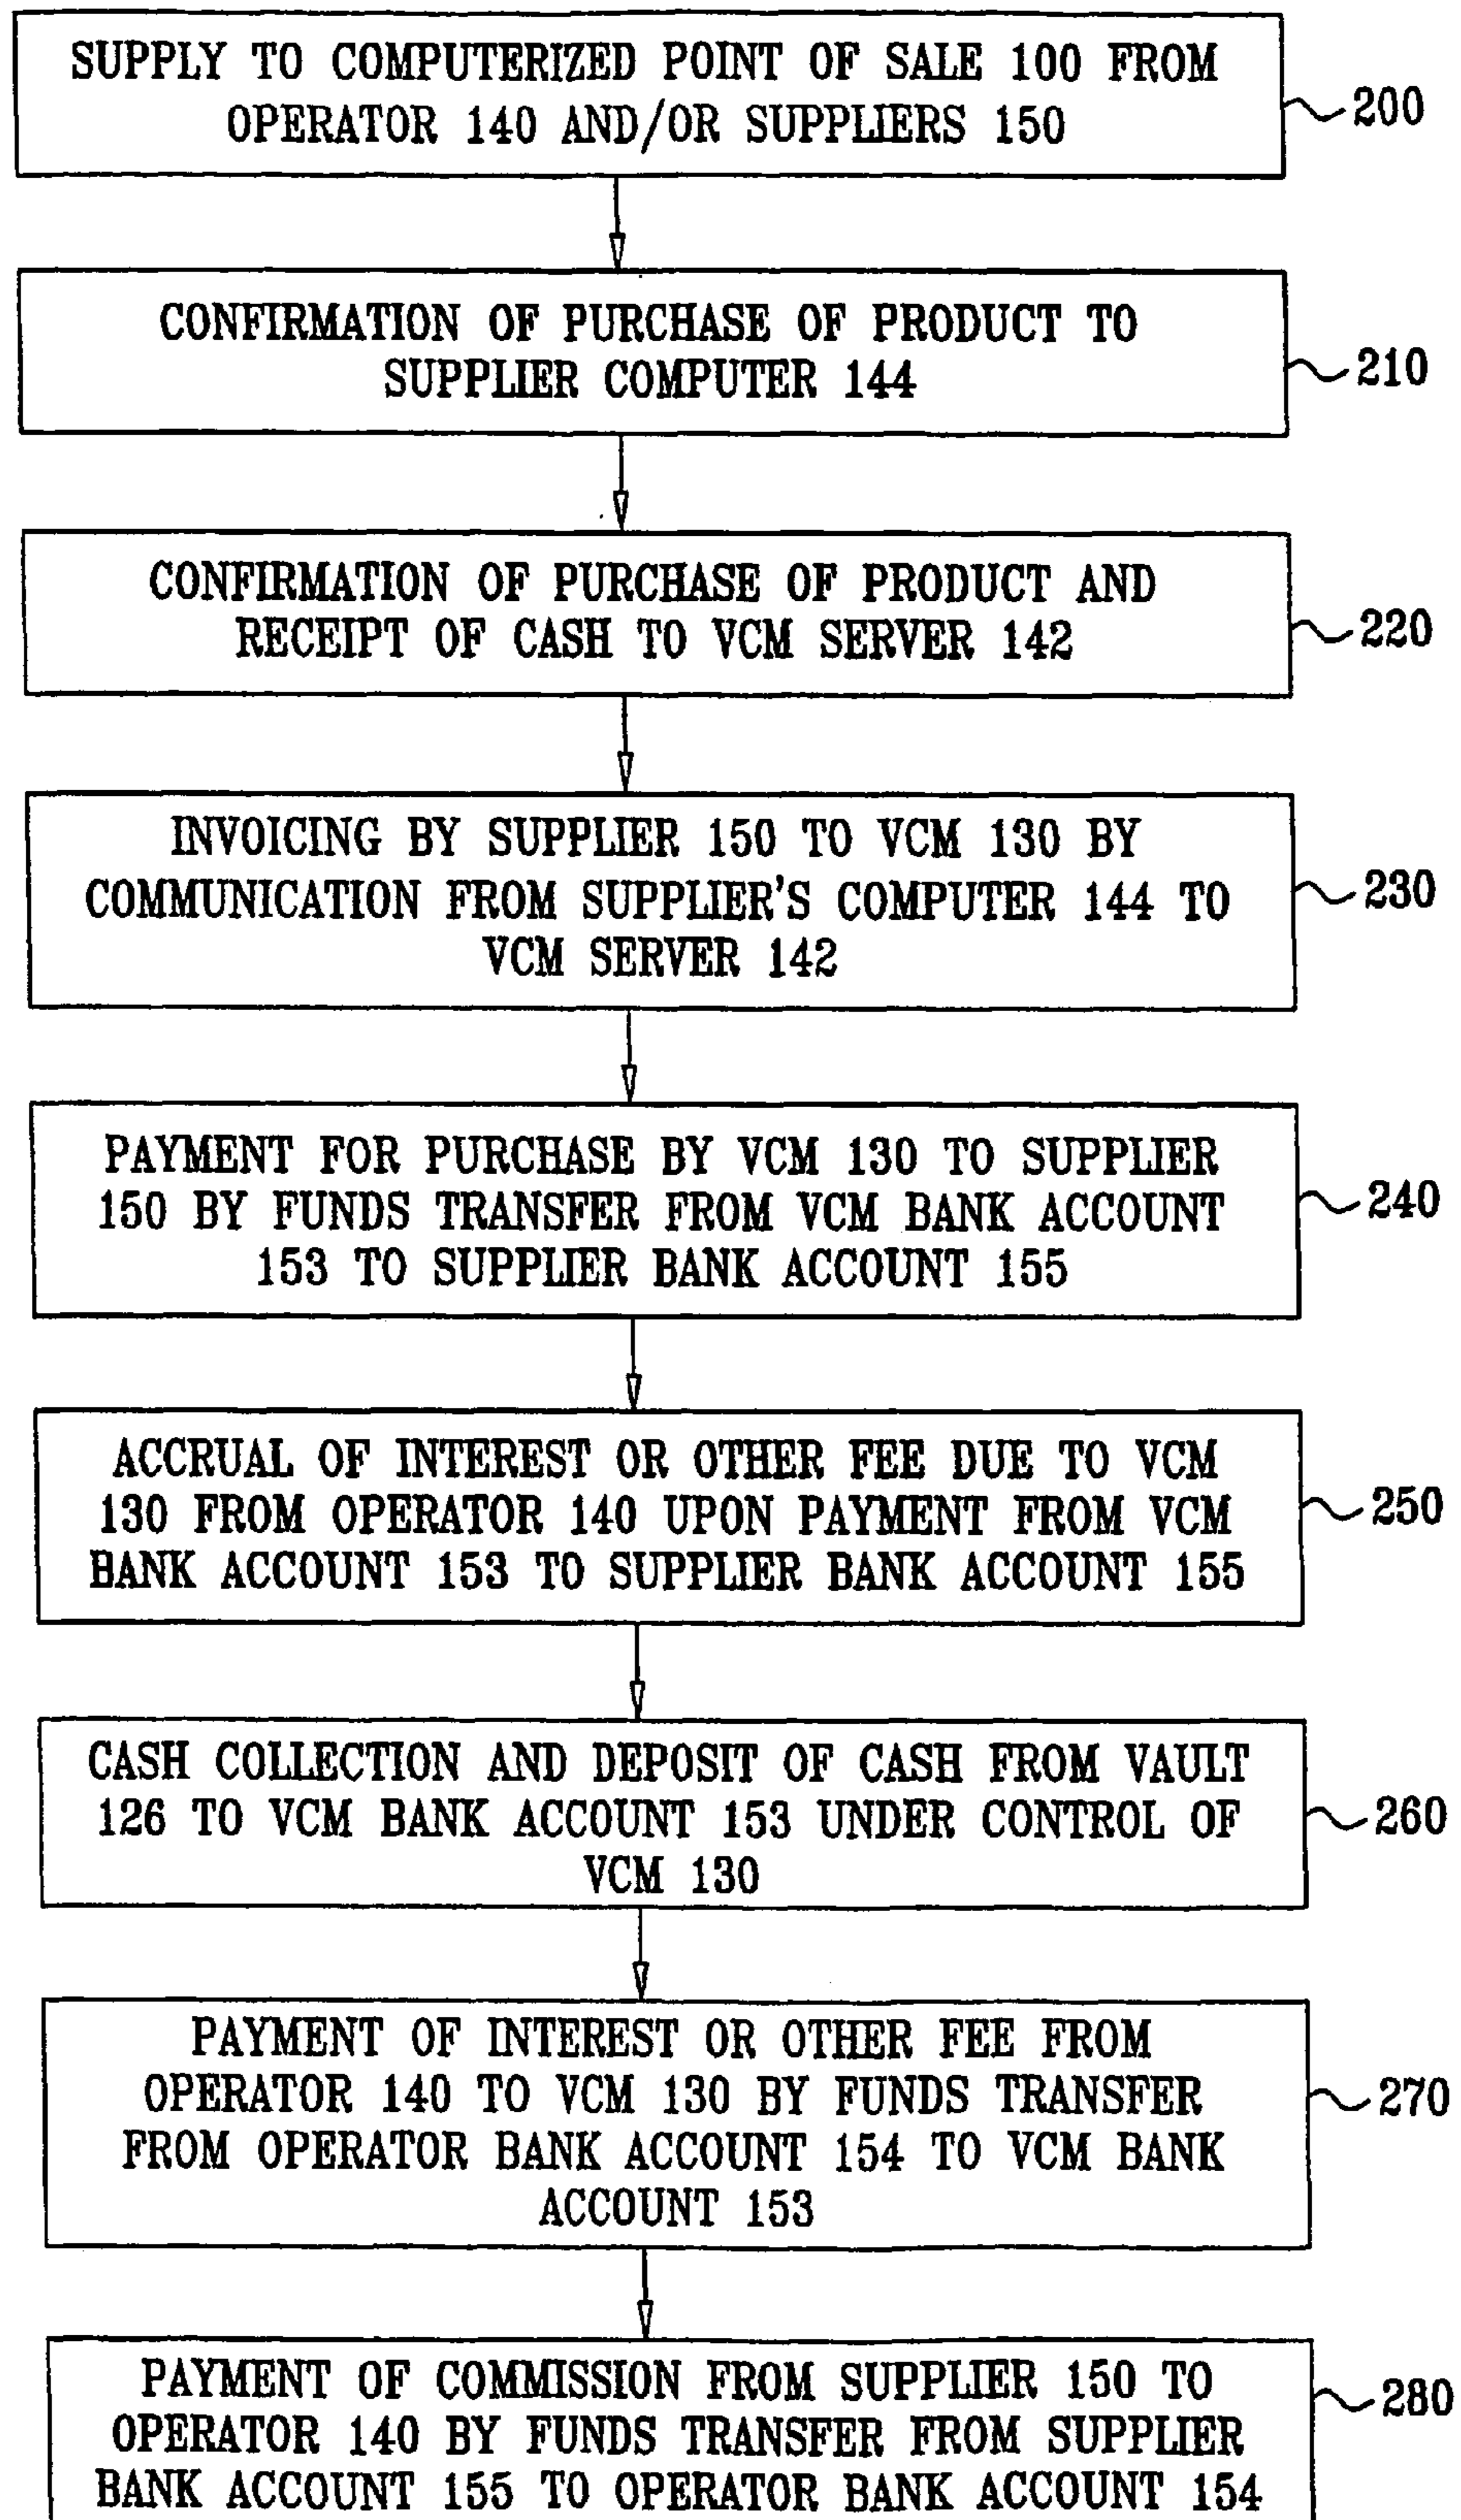 SUPPLY TO COMPUTERIZED POINT OF SALE 100 FROM
OPERATOR 140 AND/OR SUPPLIERS 150
200
CONFIRMATION OF PURCHASE OF PRODUCT TO
SUPPLIER COMPUTER 144
210
CONFIRMATION OF PURCHASE OF PRODUCT AND
RECEIPT OF CASH TO VCM SERVER 142
220
INVOICING BY SUPPLIER 150 TO VCM 130 BY
COMMUNICATION FROM SUPPLIER'S COMPUTER 144 TO
VCM SERVER 142
230
PAYMENT FOR PURCHASE BY VCM 130 TO SUPPLIER
150 BY FUNDS TRANSFER FROM VCM BANK ACCOUNT
153 TO SUPPLIER BANK ACCOUNT 155
240
ACCRUAL OF INTEREST OR OTHER FEE DUE TO VCM
130 FROM OPERATOR 140 UPON PAYMENT FROM VCM
BANK ACCOUNT 153 TO SUPPLIER BANK ACCOUNT 155
250
CASH COLLECTION AND DEPOSIT OF CASH FROM VAULT
126 TO VCM BANK ACCOUNT 153 UNDER CONTROL OF
VCM 130
260
PAYMENT OF INTEREST OR OTHER FEE FROM
OPERATOR 140 TO VCM 130 BY FUNDS TRANSFER
FROM OPERATOR BANK ACCOUNT 154 TO VCM BANK
ACCOUNT 153
270
PAYMENT OF COMMISSION FROM SUPPLIER 150 TO
OPERATOR 140 BY FUNDS TRANSFER FROM SUPPLIER
BANK ACCOUNT 155 TO OPERATOR BANK ACCOUNT 154
280